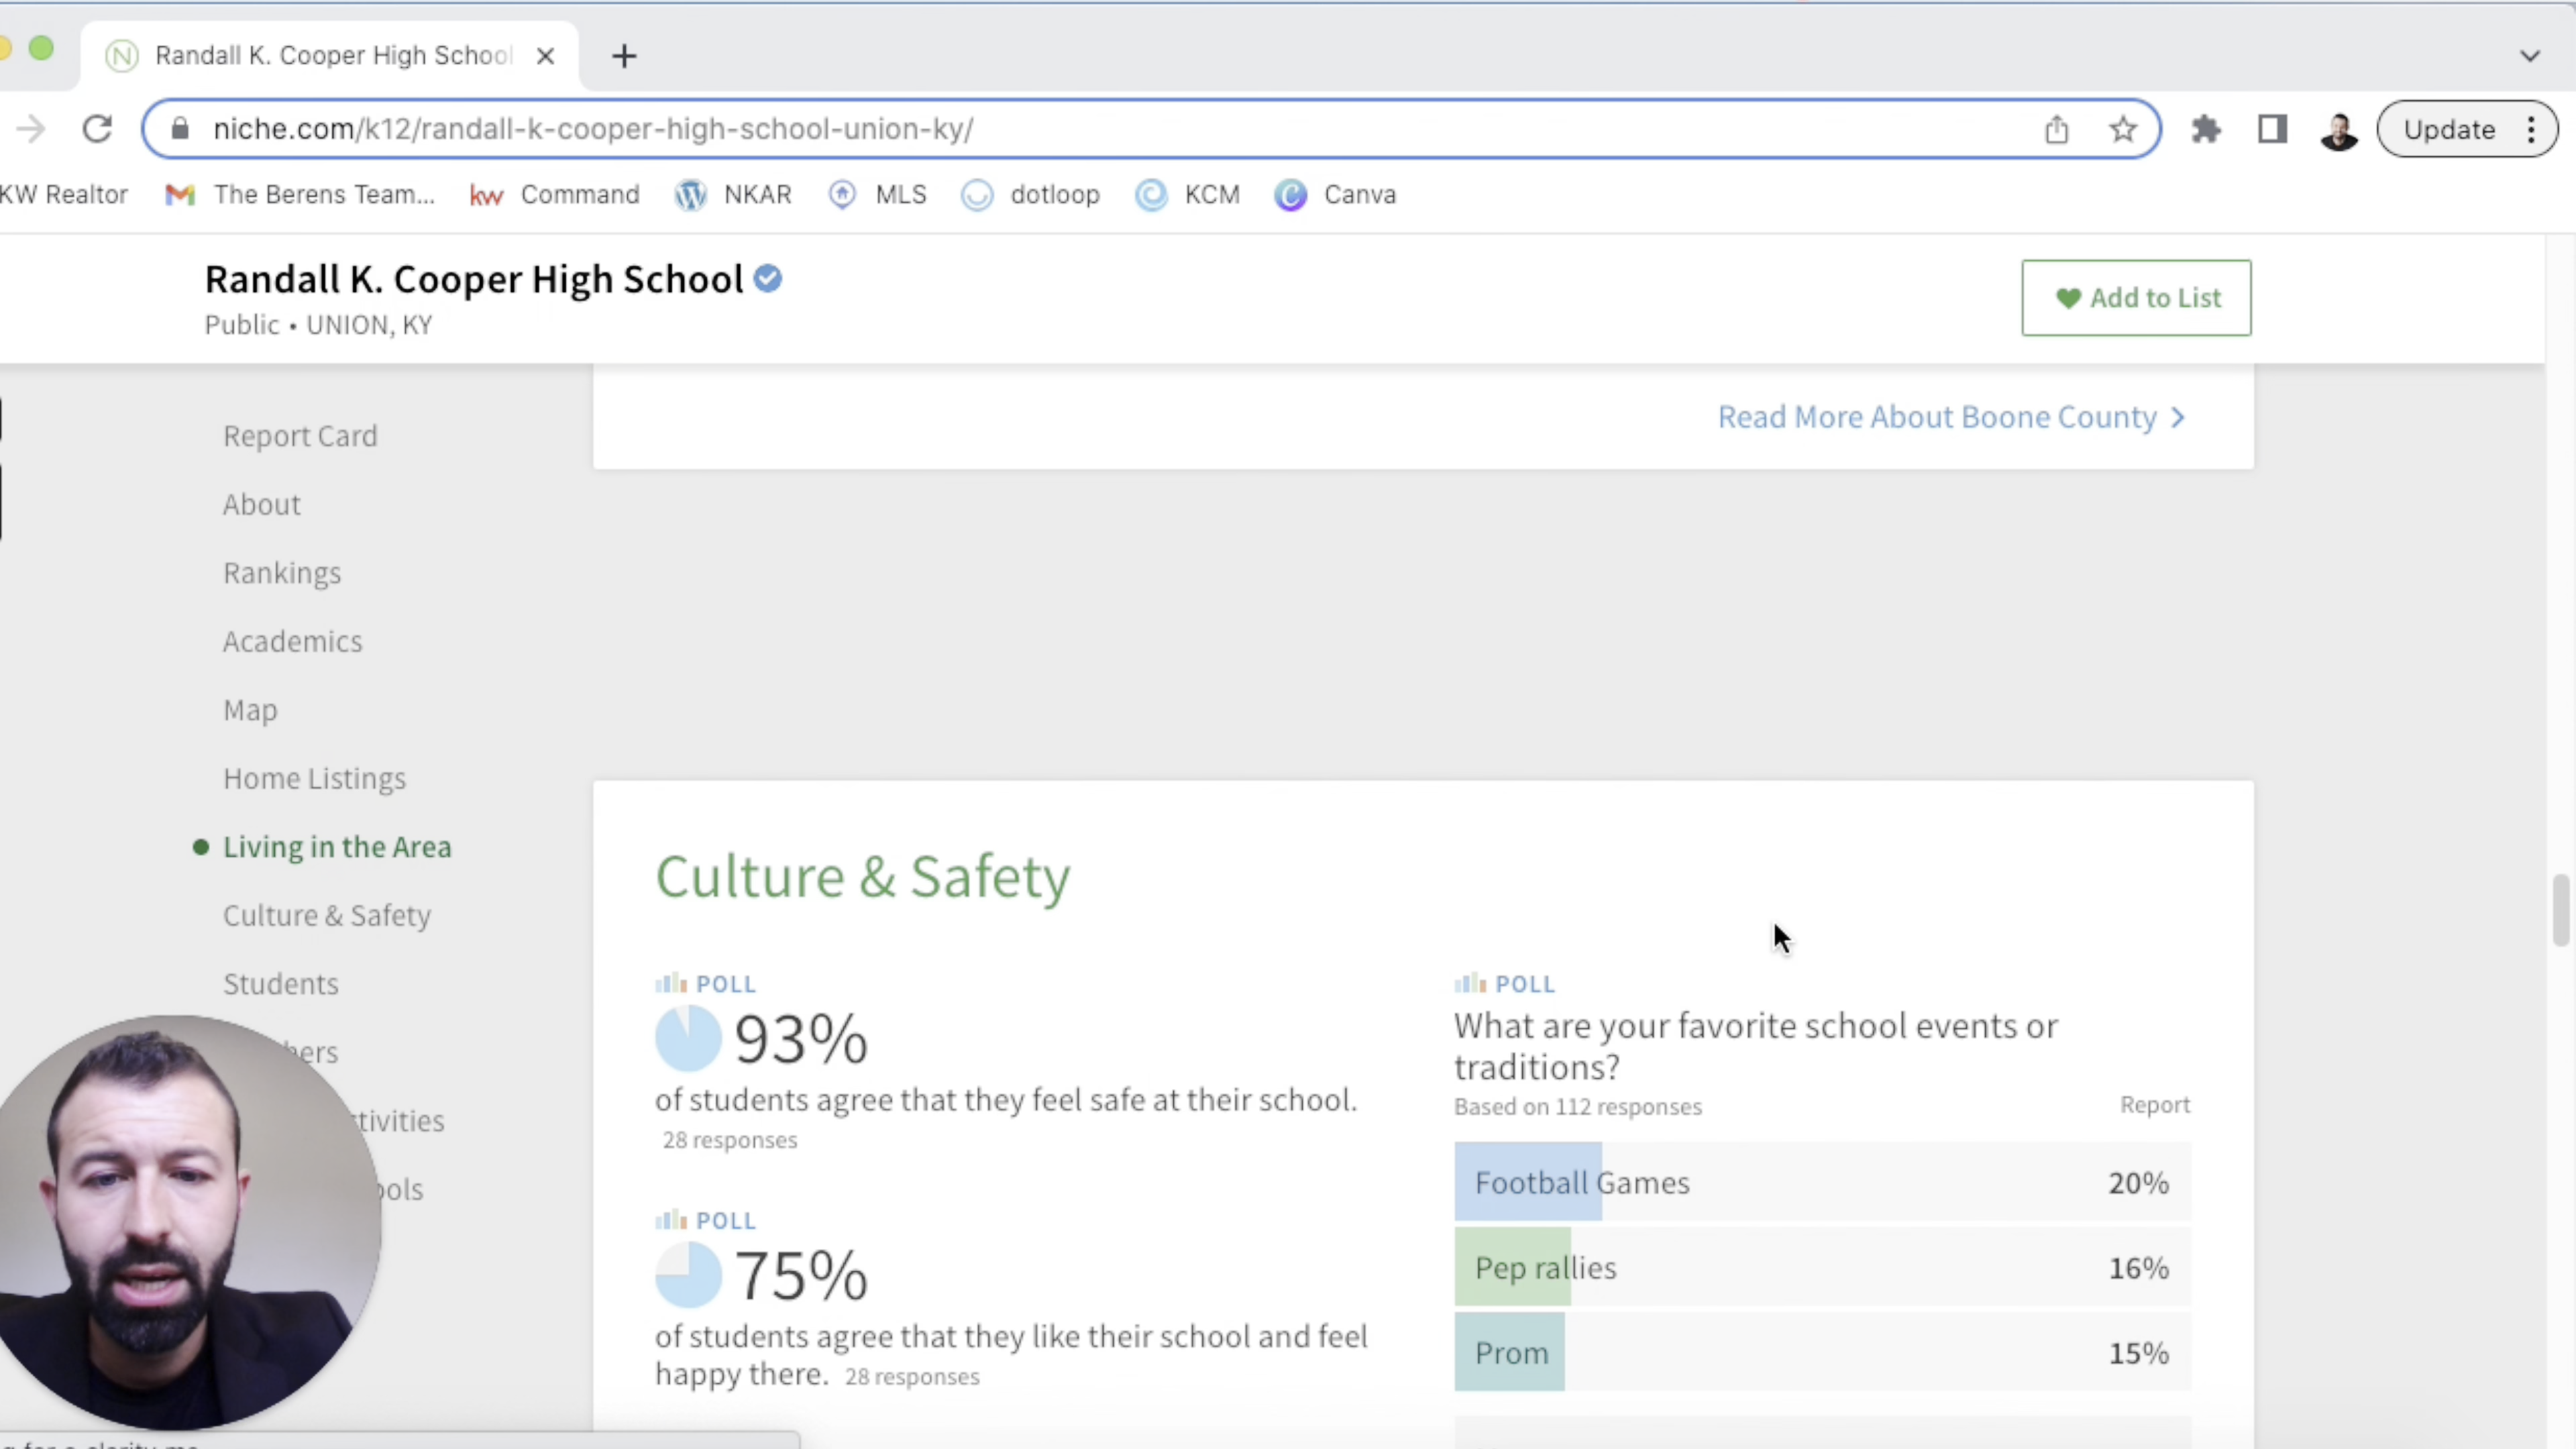 Randall K. Cooper High School
niche.com/k12/randall-k-cooper-high-school-union-ky/
Update
KW Realtor
The Berens Team...
Command
NKAR
MLS
dotloop
KCM
Canva
Randall K. Cooper High School
Public • UNION, KY
Add to List
Read More About Boone County
Report Card
About
Rankings
Academics
Map
Home Listings
Living in the Area
Culture & Safety
Students
Culture & Safety
POLL
93%
of students agree that they feel safe at their school.
28 responses
POLL
75%
of students agree that they like their school and feel
happy there. 28 responses
POLL
What are your favorite school events or
traditions?
Based on 112 responses
Report
Football Games 20%
Pep rallies 16%
Prom 15%